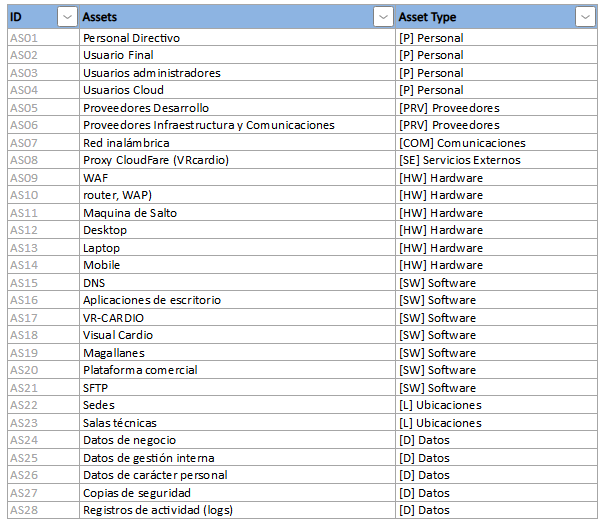 ID Assets Asset Type
AS01 Personal Directivo [P] Personal
AS02 Usuario Final [P] Personal
AS03 Usuarios administradores [P] Personal
AS04 Usuarios Cloud [P] Personal
AS05 Proveedores Desarrollo [PRV] Proveedores
AS06 Proveedores Infraestructura y Comunicaciones [PRV] Proveedores
AS07 Red inalámbrica [COM] Comunicaciones
AS08 Proxy CloudFare (VRcardio) [SE] Servicios Externos
AS09 WAF [HW] Hardware
AS10 router, WAP) [HW] Hardware
AS11 Maquina de Salto [HW] Hardware
AS12 Desktop [HW] Hardware
AS13 Laptop [HW] Hardware
AS14 Mobile [HW] Hardware
AS15 DNS [SW] Software
AS16 Aplicaciones de escritorio [SW] Software
AS17 VR-CARDIO [SW] Software
AS18 Visual Cardio [SW] Software
AS19 Magallanes [SW] Software
AS20 Plataforma comercial [SW] Software
AS21 SFTP [SW] Software
AS22 Sedes [L] Ubicaciones
AS23 Salas técnicas [L] Ubicaciones
AS24 Datos de negocio [D] Datos
AS25 Datos de gestión interna [D] Datos
AS26 Datos de carácter personal [D] Datos
AS27 Copias de seguridad [D] Datos
AS28 Registros de actividad (logs) [D] Datos